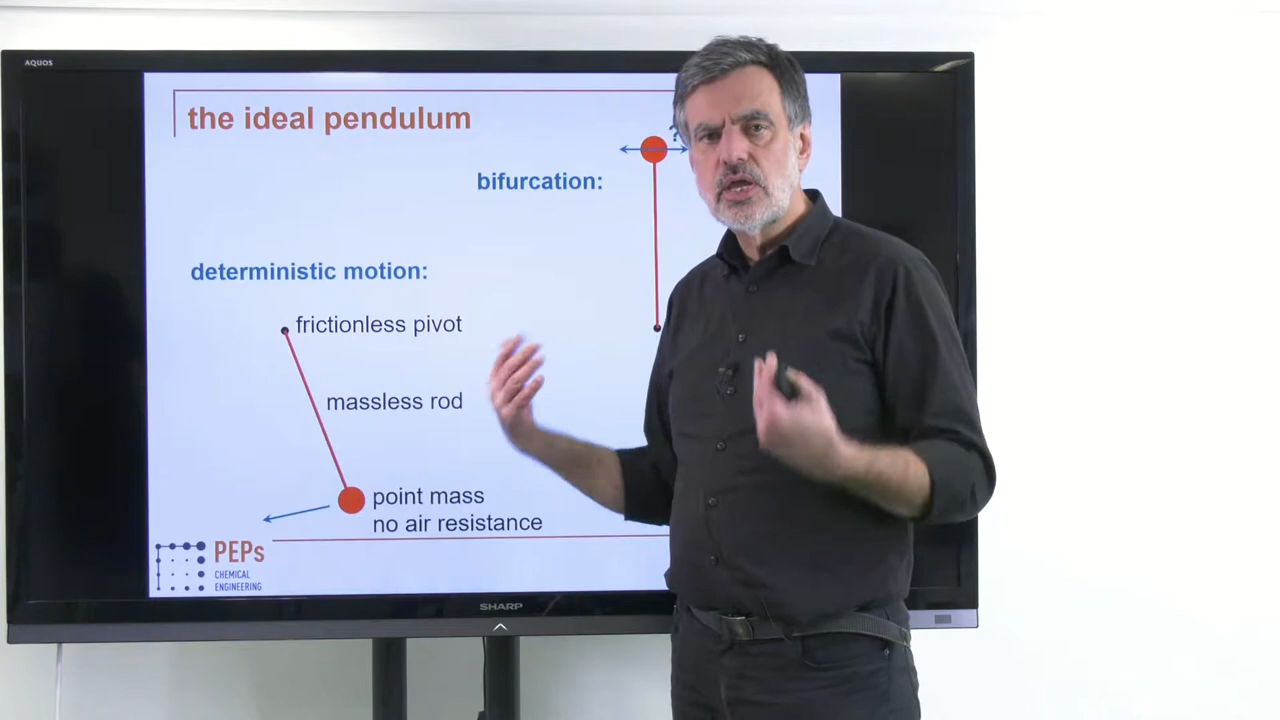 AQUOS
the ideal pendulum
?
bifurcation:
deterministic motion:
frictionless pivot
massless rod
point mass
no air resistance
PEPs
CHEMICAL
ENGINEERING
SHARP